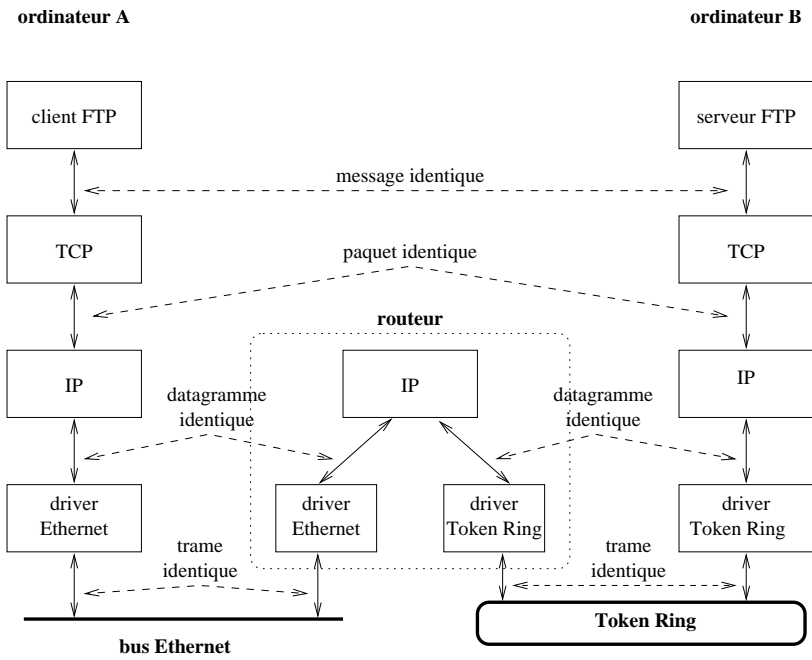 ordinateur A
ordinateur B
client FTP
serveur FTP
message identique
TCP
TCP
paquet identique
routeur
IP
IP
IP
datagramme
identique
datagramme
identique
driver
Ethernet
driver
Ethernet
driver
Token Ring
driver
Token Ring
trame
identique
trame
identique
bus Ethernet
Token Ring